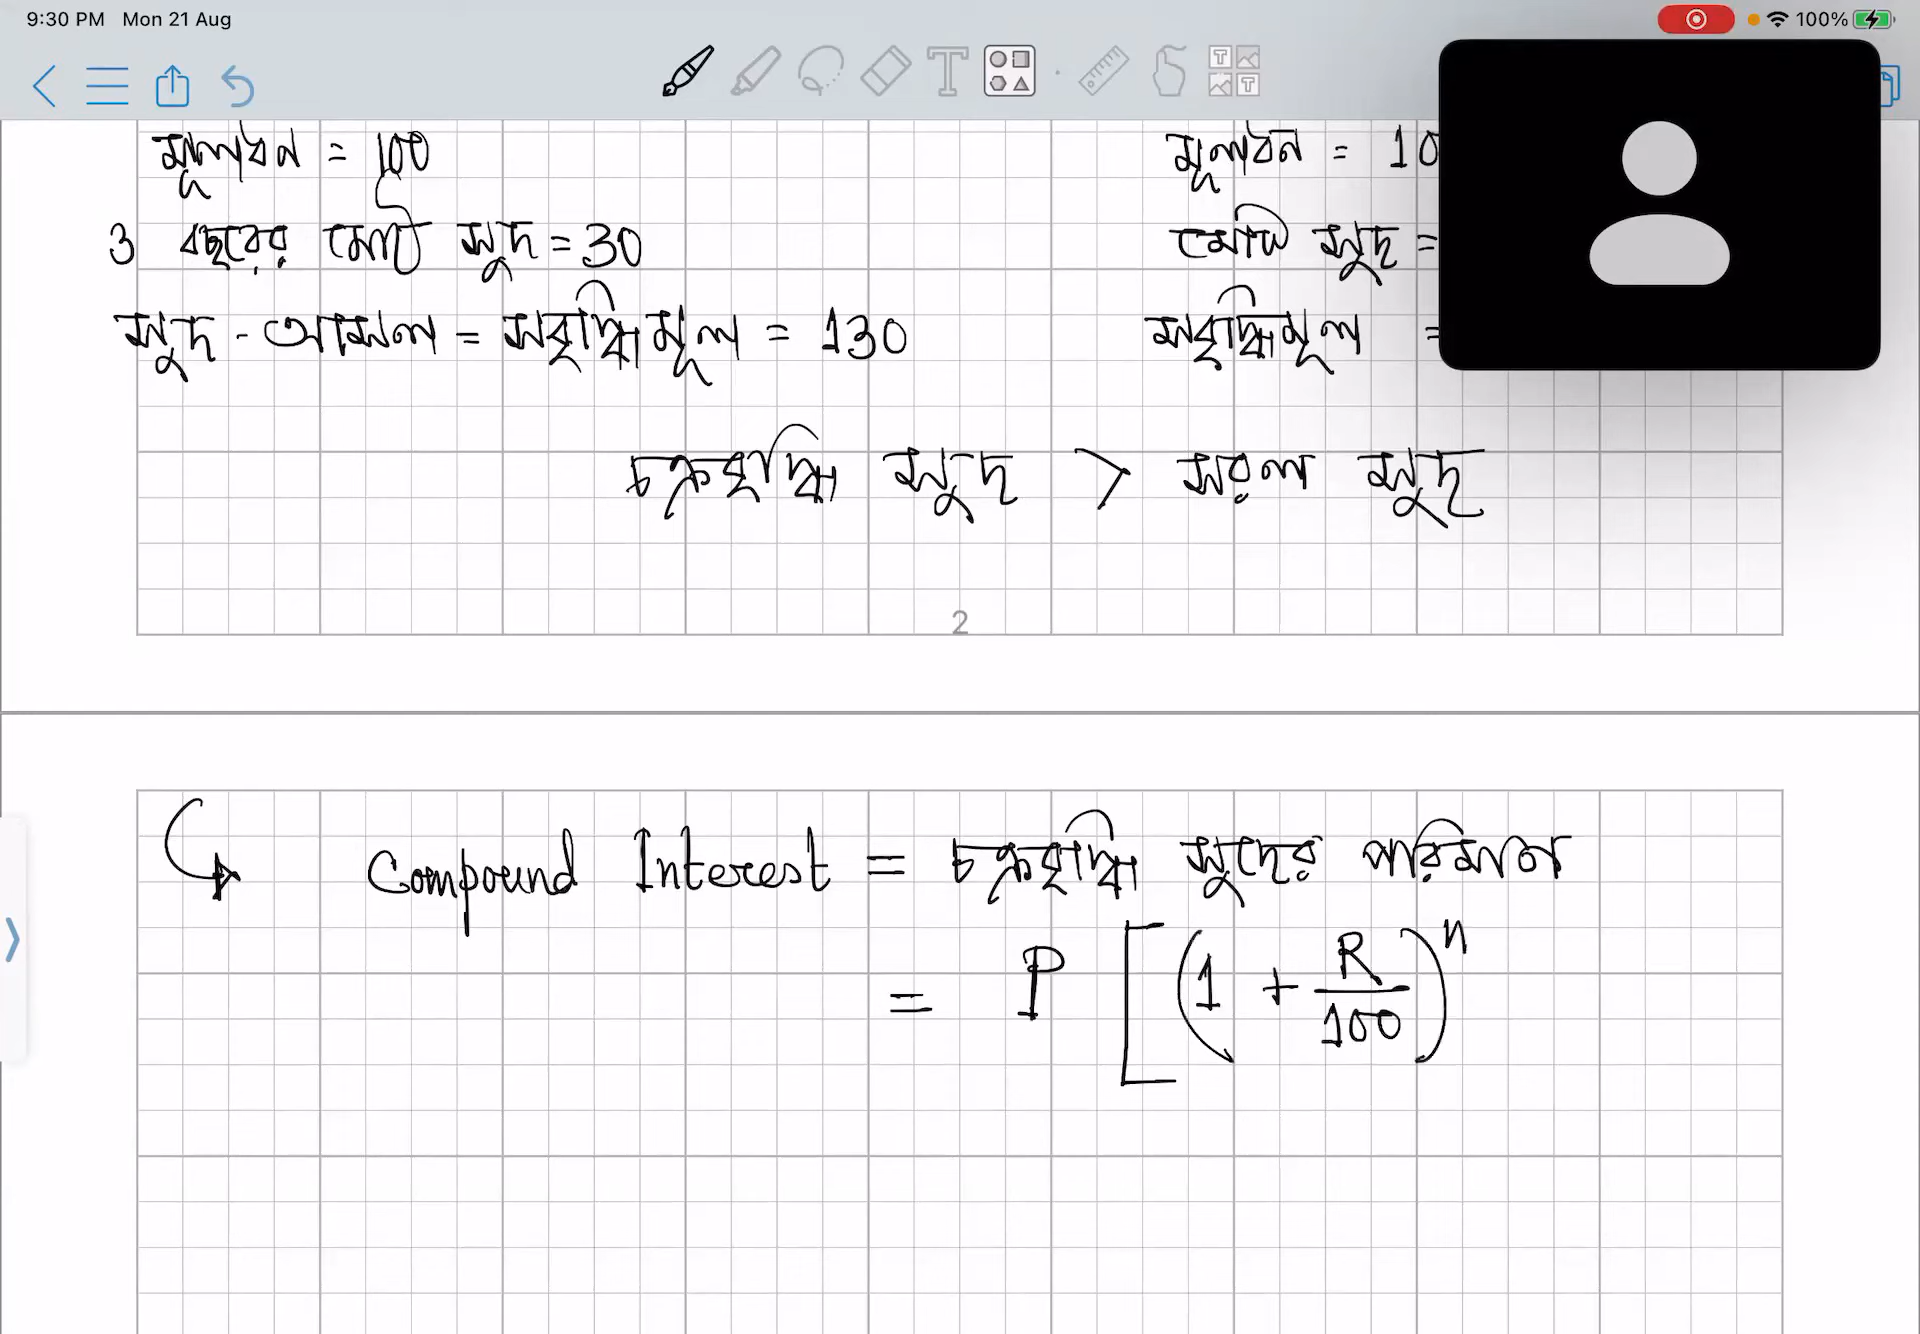 9:30 PM Mon 21 Aug 100%
মূলধন = 100 মূলধন = 10
3 বছরের মোট সুদ = 30 মোট সুদ =
সুদ - আসল = সবৃদ্ধিমূল = 130 সবৃদ্ধিমূল =
চক্রবৃদ্ধি সুদ > সরল সুদ
2
Compound Interest = চক্রবৃদ্ধি সুদের পরিমাণ
= P [ (1 + R/100)^n